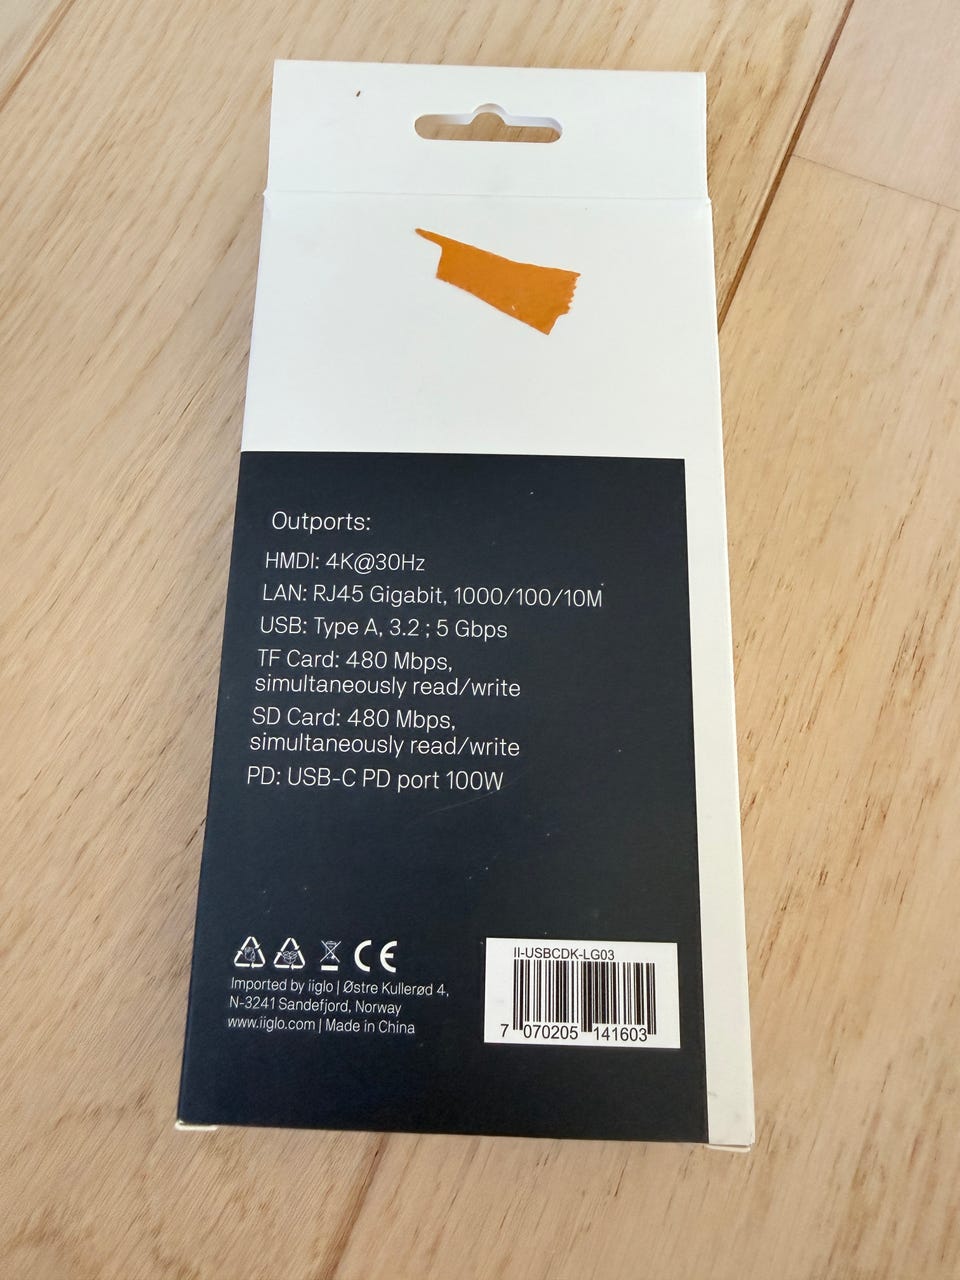 Outports:
HMDI: 4K@30Hz
LAN: RJ45 Gigabit, 1000/100/10M
USB: Type A, 3.2 ; 5 Gbps
TF Card: 480 Mbps,
simultaneously read/write
SD Card: 480 Mbps,
simultaneously read/write
PD: USB-C PD port 100W
CE
Imported by iiglo | Østre Kullerød 4,
N-3241 Sandefjord, Norway
www.iiglo.com | Made in China
II-USBCDK-LG03
7 070205 141603